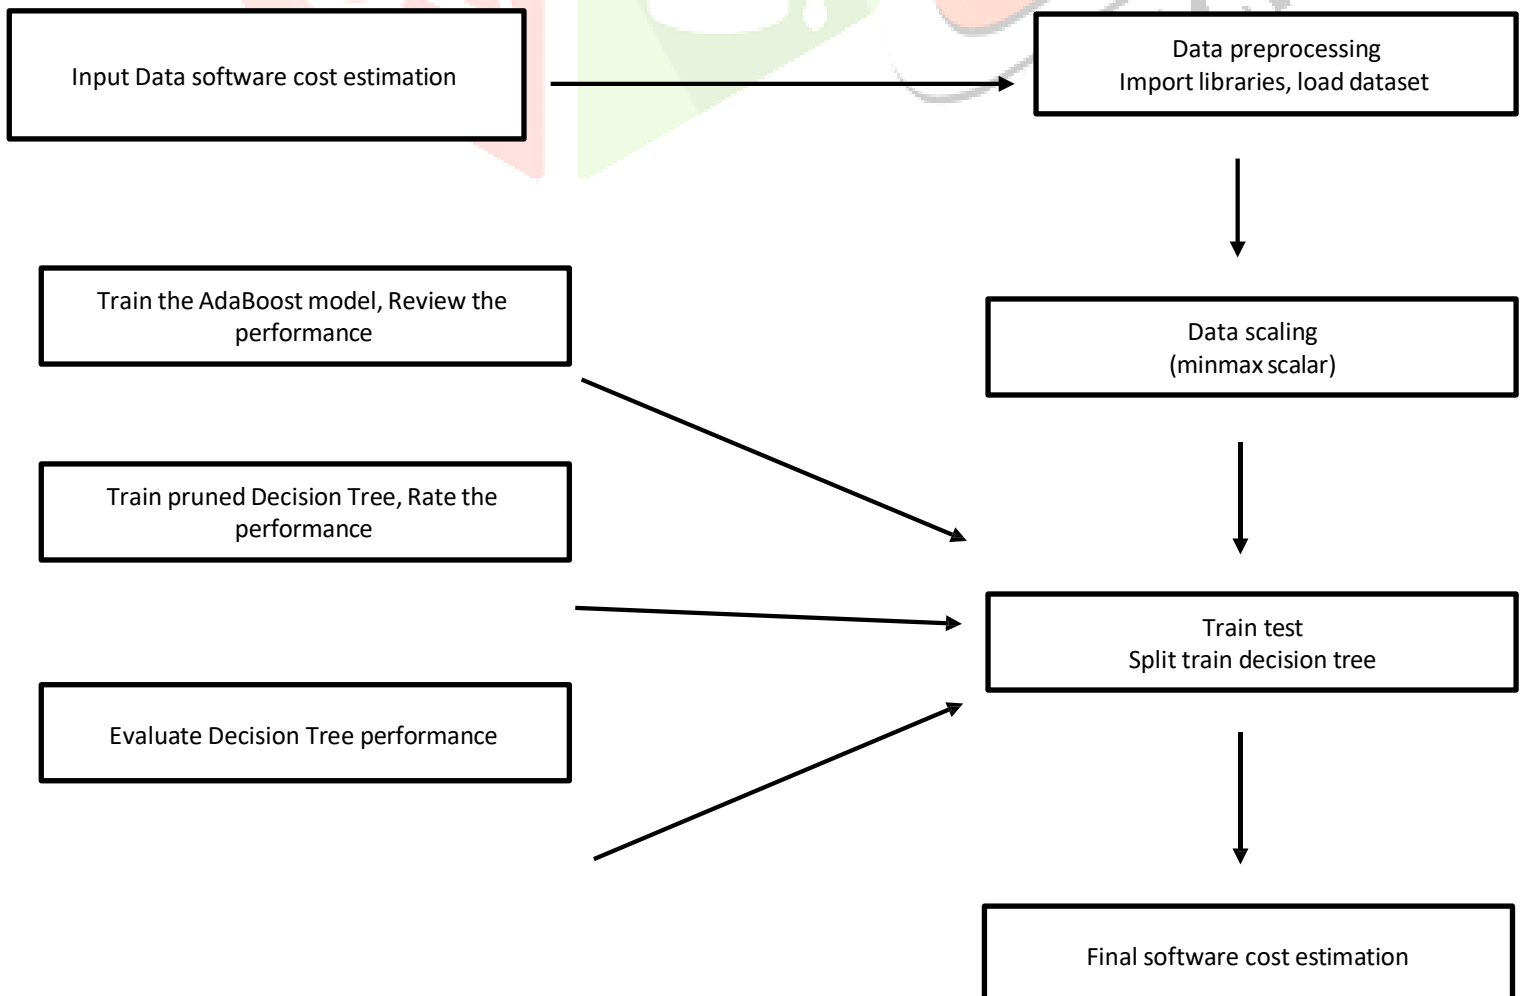 Input Data software cost estimation
Data preprocessing
Import libraries, load dataset
Train the AdaBoost model, Review the
performance
Data scaling
(minmax scalar)
Train pruned Decision Tree, Rate the
performance
Train test
Split train decision tree
Evaluate Decision Tree performance
Final software cost estimation